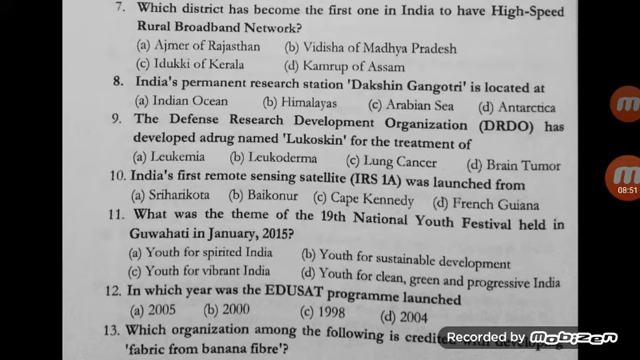 7. Which district has become the first one in India to have High-Speed
Rural Broadband Network?
(a) Ajmer of Rajasthan (b) Vidisha of Madhya Pradesh
(c) Idukki of Kerala (d) Kamrup of Assam
8. India's permanent research station 'Dakshin Gangotri' is located at
(a) Indian Ocean (b) Himalayas (c) Arabian Sea (d) Antarctica
9. The Defense Research Development Organization (DRDO) has
developed adrug named 'Lukoskin' for the treatment of
(a) Leukemia (b) Leukoderma (c) Lung Cancer (d) Brain Tumor
10. India's first remote sensing satellite (IRS 1A) was launched from
(a) Sriharikota (b) Baikonur (c) Cape Kennedy (d) French Guiana
11. What was the theme of the 19th National Youth Festival held in
Guwahati in January, 2015?
(a) Youth for spirited India (b) Youth for sustainable development
(c) Youth for vibrant India (d) Youth for clean, green and progressive India
12. In which year was the EDUSAT programme launched
(a) 2005 (b) 2000 (c) 1998 (d) 2004
13. Which organization among the following is credited with developing
'fabric from banana fibre'?
08:51
Recorded by Mobizen